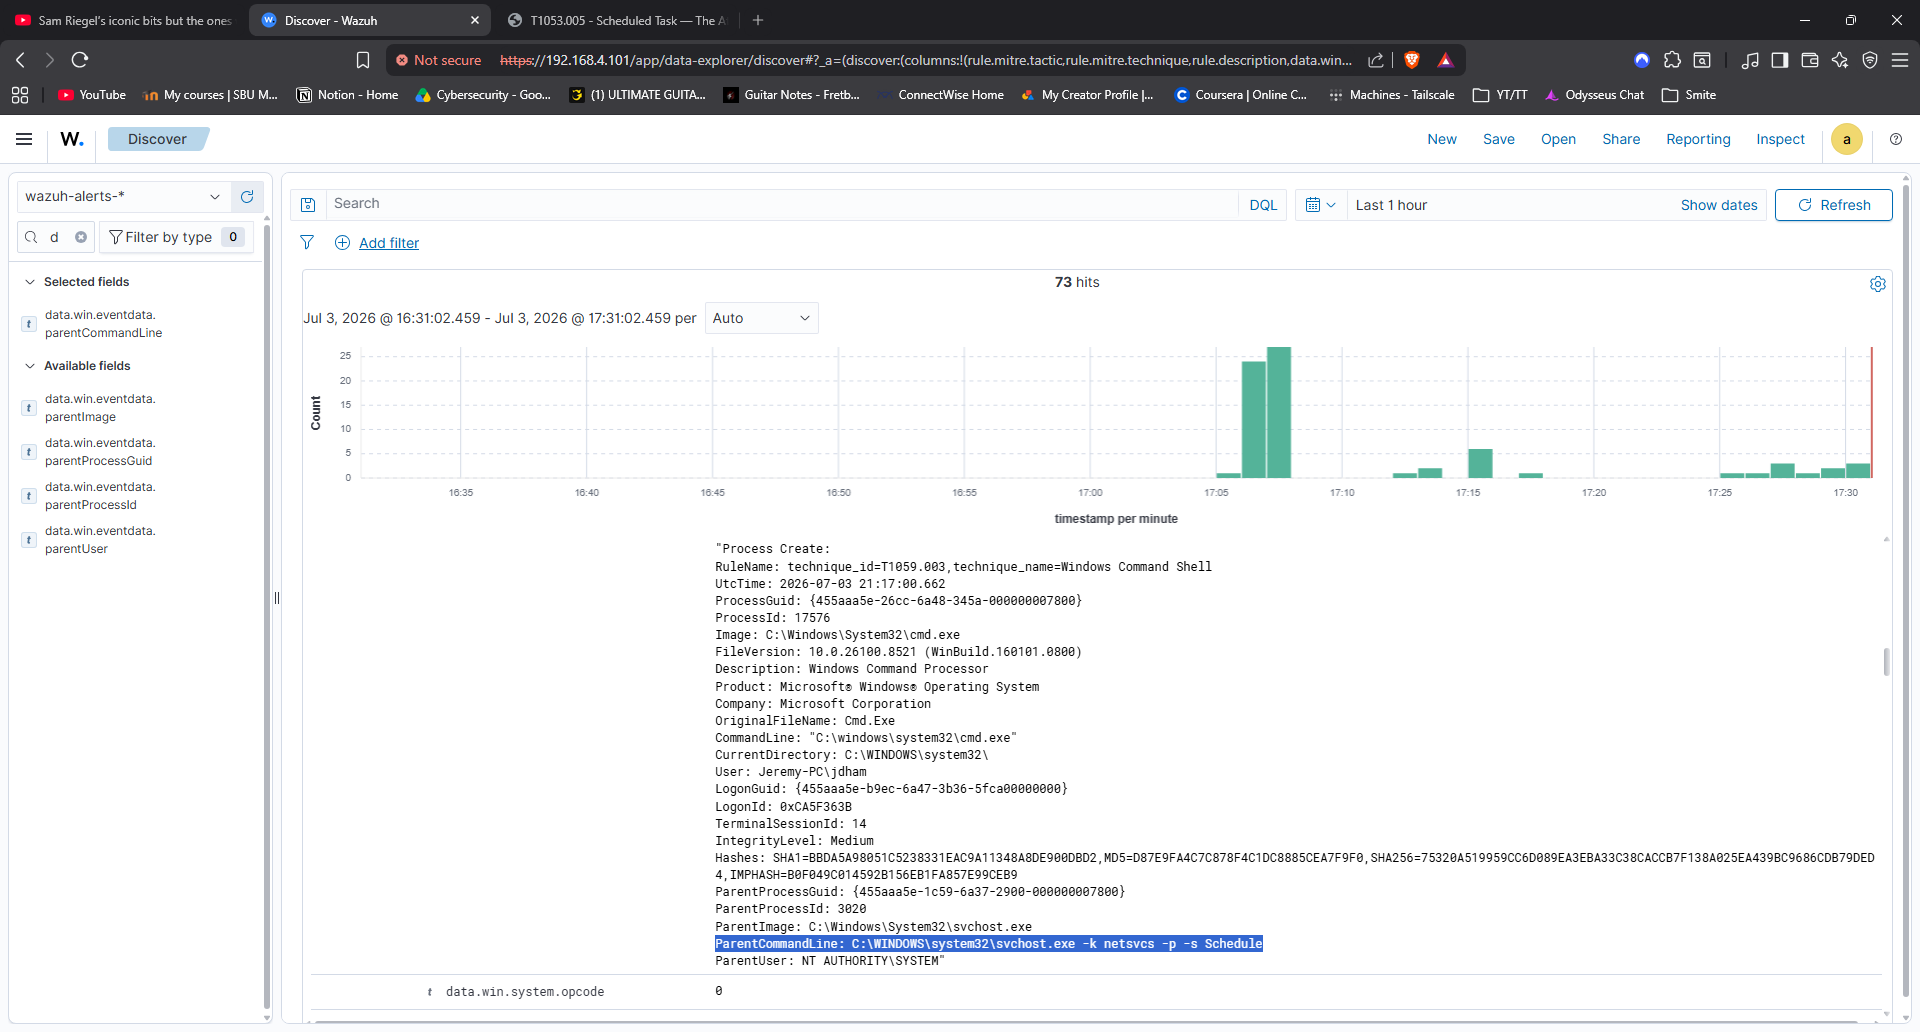 Sam Riegel's iconic bits but the ones
Discover - Wazuh
T1053.005 - Scheduled Task — The A
Not secure https://192.168.4.101/app/data-explorer/discover#?_a=(discover:(columns:!(rule.mitre.tactic,rule.mitre.technique,rule.description,data.win...
YouTube My courses | SBU M... Notion - Home Cybersecurity - Goo... (1) ULTIMATE GUITA... Guitar Notes - Fretb... ConnectWise Home My Creator Profile |... Coursera | Online C... Machines - Tailscale YT/TT Odysseus Chat Smite
W. Discover New Save Open Share Reporting Inspect a
wazuh-alerts-*
Search DQL Last 1 hour Show dates Refresh
d Filter by type 0
Add filter
Selected fields
data.win.eventdata.
parentCommandLine
Available fields
data.win.eventdata.
parentImage
data.win.eventdata.
parentProcessGuid
data.win.eventdata.
parentProcessId
data.win.eventdata.
parentUser
73 hits
Jul 3, 2026 @ 16:31:02.459 - Jul 3, 2026 @ 17:31:02.459 per Auto
Count
25
20
15
10
5
0
16:35 16:40 16:45 16:50 16:55 17:00 17:05 17:10 17:15 17:20 17:25 17:30
timestamp per minute
"Process Create:
RuleName: technique_id=T1059.003,technique_name=Windows Command Shell
UtcTime: 2026-07-03 21:17:00.662
ProcessGuid: {455aaa5e-26cc-6a48-345a-000000007800}
ProcessId: 17576
Image: C:\Windows\System32\cmd.exe
FileVersion: 10.0.26100.8521 (WinBuild.160101.0800)
Description: Windows Command Processor
Product: Microsoft® Windows® Operating System
Company: Microsoft Corporation
OriginalFileName: Cmd.Exe
CommandLine: "C:\windows\system32\cmd.exe"
CurrentDirectory: C:\WINDOWS\system32\
User: Jeremy-PC\jdham
LogonGuid: {455aaa5e-b9ec-6a47-3b36-5fca00000000}
LogonId: 0xCA5F363B
TerminalSessionId: 14
IntegrityLevel: Medium
Hashes: SHA1=BBDA5A98051C5238331EAC9A11348A8DE900DBD2,MD5=D87E9FA4C7C878F4C1DC8885CEA7F9F0,SHA256=75320A519959CC6D089EA3EBA33C38CACCB7F138A025EA439BC9686CDB79DED
4,IMPHASH=B0F049C014592B156EB1FA857E99CEB9
ParentProcessGuid: {455aaa5e-1c59-6a37-2900-000000007800}
ParentProcessId: 3020
ParentImage: C:\Windows\System32\svchost.exe
ParentCommandLine: C:\WINDOWS\system32\svchost.exe -k netsvcs -p -s Schedule
ParentUser: NT AUTHORITY\SYSTEM"
t data.win.system.opcode 0